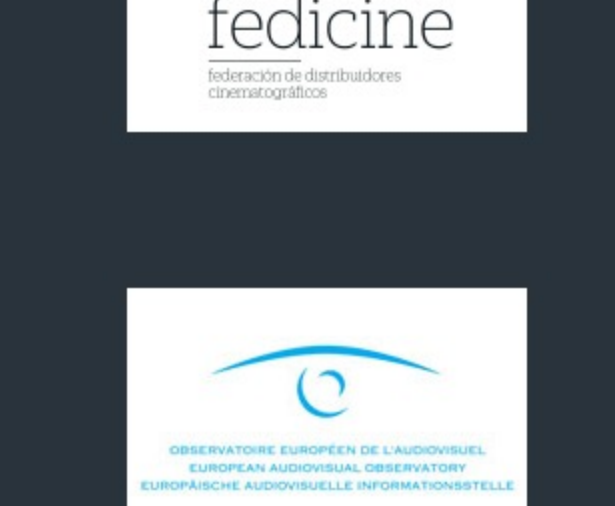 fedicine
federación de distribuidores
cinematográficos
OBSERVATOIRE EUROPÉEN DE L'AUDIOVISUEL
EUROPEAN AUDIOVISUAL OBSERVATORY
EUROPÄISCHE AUDIOVISUELLE INFORMATIONSSTELLE